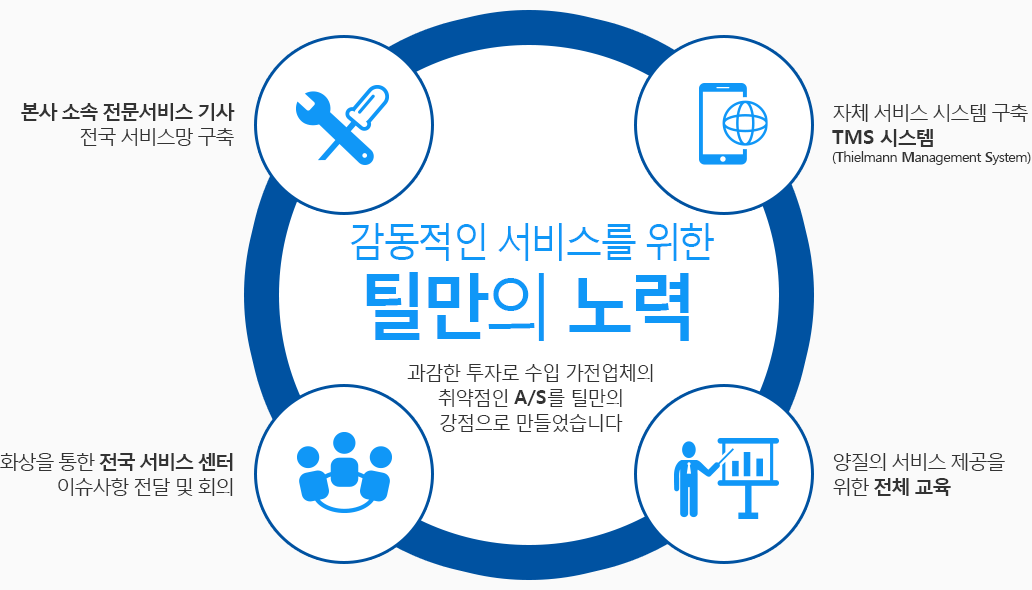 본사 소속 전문서비스 기사
전국 서비스망 구축
자체 서비스 시스템 구축
TMS 시스템
(Thielmann Management System)
감동적인 서비스를 위한
틸만의 노력
과감한 투자로 수입 가전업체의
취약점인 A/S를 틸만의
강점으로 만들었습니다
화상을 통한 전국 서비스 센터
이슈사항 전달 및 회의
양질의 서비스 제공을
위한 전체 교육